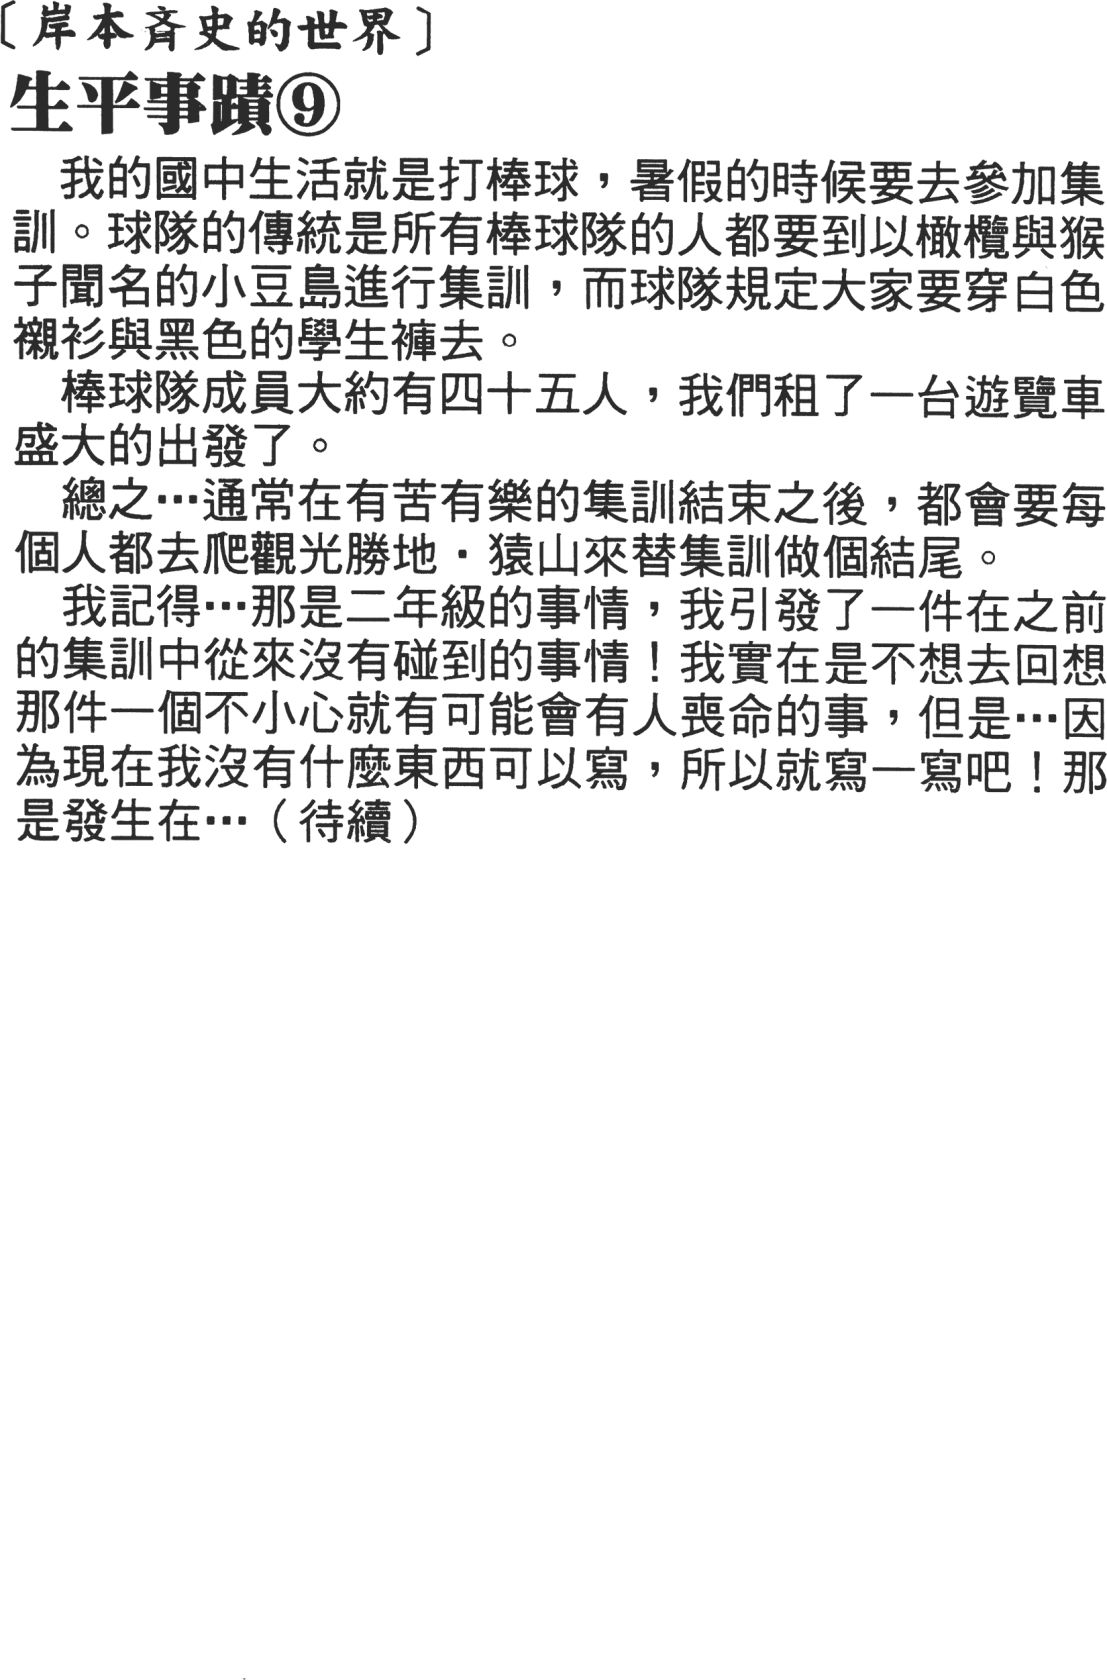 〔岸本斉史的世界〕
生平事蹟⑨
我的國中生活就是打棒球，暑假的時候要去參加集
訓。球隊的傳統是所有棒球隊的人都要到以橄欖與猴
子聞名的小豆島進行集訓，而球隊規定大家要穿白色
襯衫與黑色的學生褲去。
棒球隊成員大約有四十五人，我們租了一台遊覽車
盛大的出發了。
總之…通常在有苦有樂的集訓結束之後，都會要每
個人都去爬觀光勝地·猿山來替集訓做個結尾。
我記得…那是二年級的事情，我引發了一件在之前
的集訓中從來沒有碰到的事情！我實在是不想去回想
那件一個不小心就有可能會有人喪命的事，但是…因
為現在我沒有什麼東西可以寫，所以就寫一寫吧！那
是發生在…（待續）